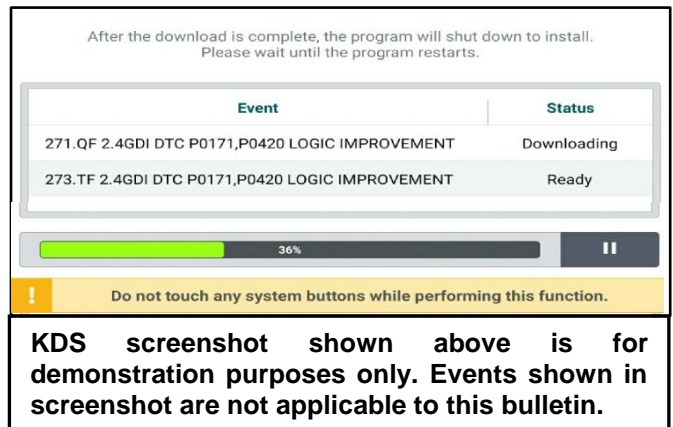 After the download is complete, the program will shut down to install.
Please wait until the program restarts.
Event Status
271.QF 2.4GDI DTC P0171,P0420 LOGIC IMPROVEMENT Downloading
273.TF 2.4GDI DTC P0171,P0420 LOGIC IMPROVEMENT Ready
36%
! Do not touch any system buttons while performing this function.
KDS screenshot shown above is for
demonstration purposes only. Events shown in
screenshot are not applicable to this bulletin.